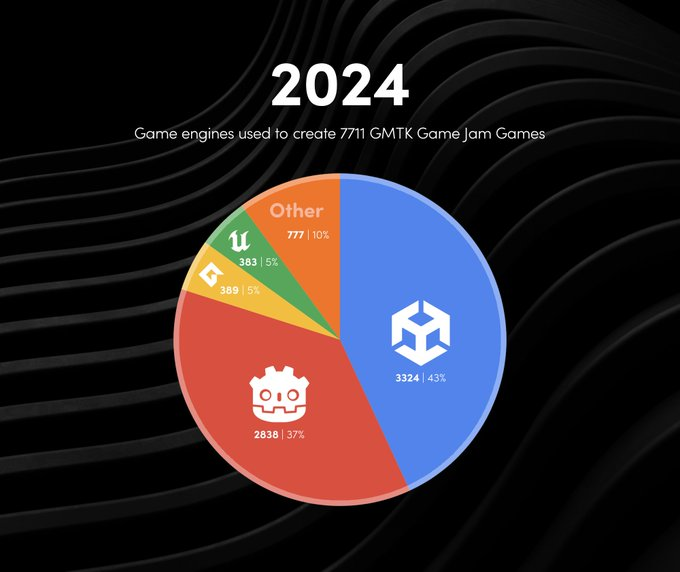 2024
Game engines used to create 7711 GMTK Game Jam Games
Other
777 | 10%
383 | 5%
389 | 5%
3324 | 43%
2838 | 37%